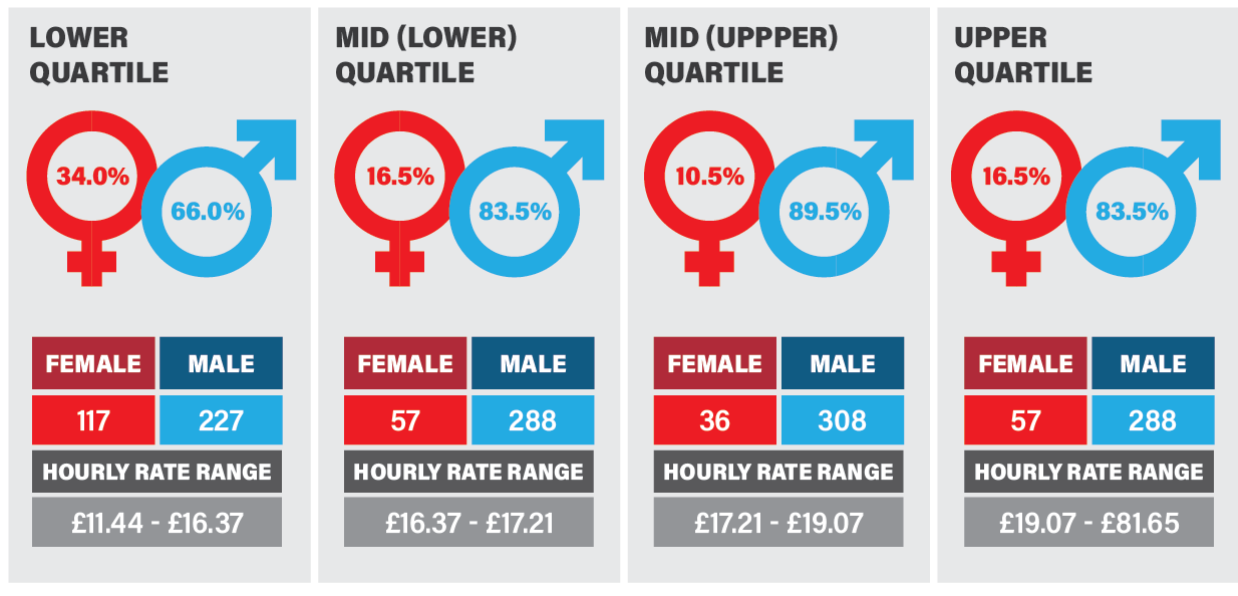 LOWER
QUARTILE
34.0%
66.0%
FEMALE MALE
117 227
HOURLY RATE RANGE
£11.44 - £16.37
MID (LOWER)
QUARTILE
16.5%
83.5%
FEMALE MALE
57 288
HOURLY RATE RANGE
£16.37 - £17.21
MID (UPPPER)
QUARTILE
10.5%
89.5%
FEMALE MALE
36 308
HOURLY RATE RANGE
£17.21 - £19.07
UPPER
QUARTILE
16.5%
83.5%
FEMALE MALE
57 288
HOURLY RATE RANGE
£19.07 - £81.65